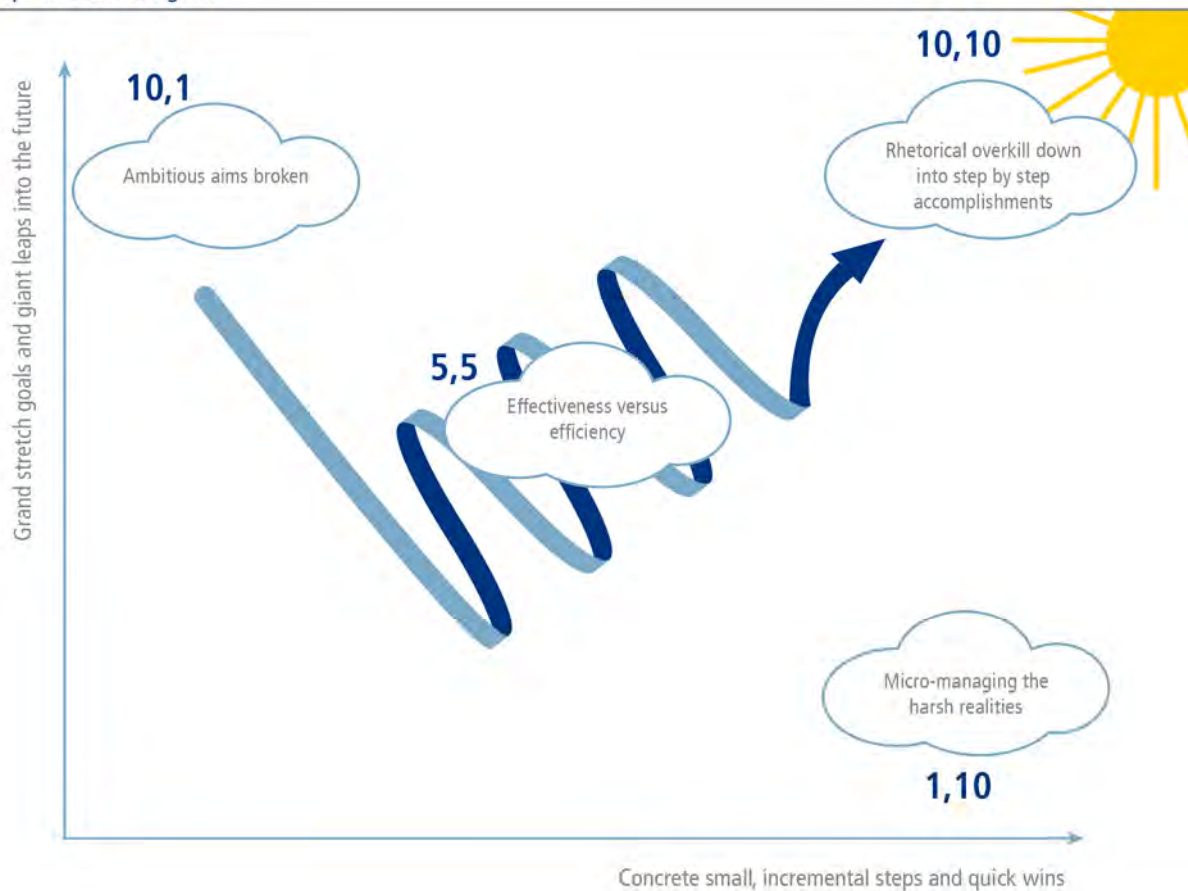 10,10
10,1
Grand stretch goals and giant leaps into the future
Ambitious aims broken
Rhetorical overkill down
into step by step
accomplishments
5,5
Effectiveness versus
efficiency
Micro-managing the
harsh realities
1,10
Concrete small, incremental steps and quick wins